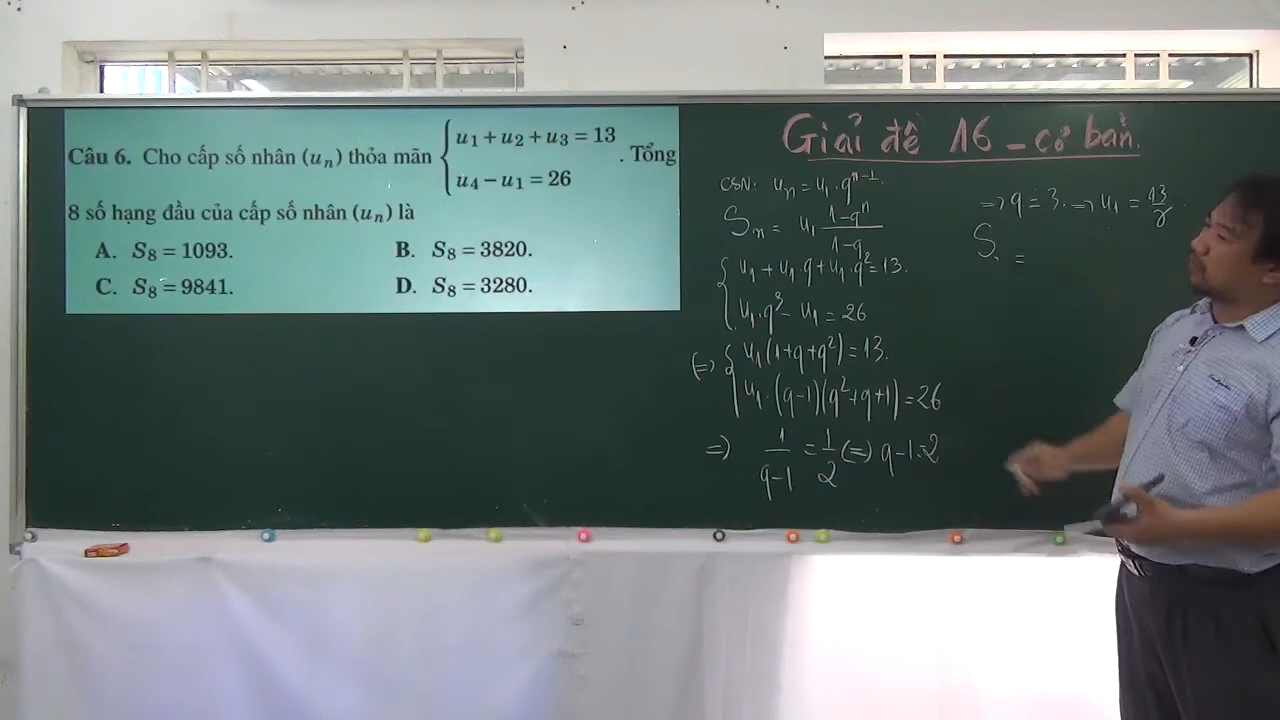 Câu 6. Cho cấp số nhân (uₙ) thỏa mãn { u₁ + u₂ + u₃ = 13
u₄ − u₁ = 26 . Tổng
8 số hạng đầu của cấp số nhân (uₙ) là
A. S₈ = 1093. B. S₈ = 3820.
C. S₈ = 9841. D. S₈ = 3280.
Giải đề 16 - cơ bản.
CSN: uₙ = u₁.qⁿ⁻¹.
Sₙ = u₁ (1-qⁿ)/(1-q)
{ u₁ + u₁.q + u₁.q² = 13.
u₁.q³ - u₁ = 26
(=) { u₁(1+q+q²) = 13.
u₁.(q-1)(q²+q+1) = 26
=) 1/(q-1) = 1/2 (=) q-1=2
=) q = 3. =) u₁ =
S =